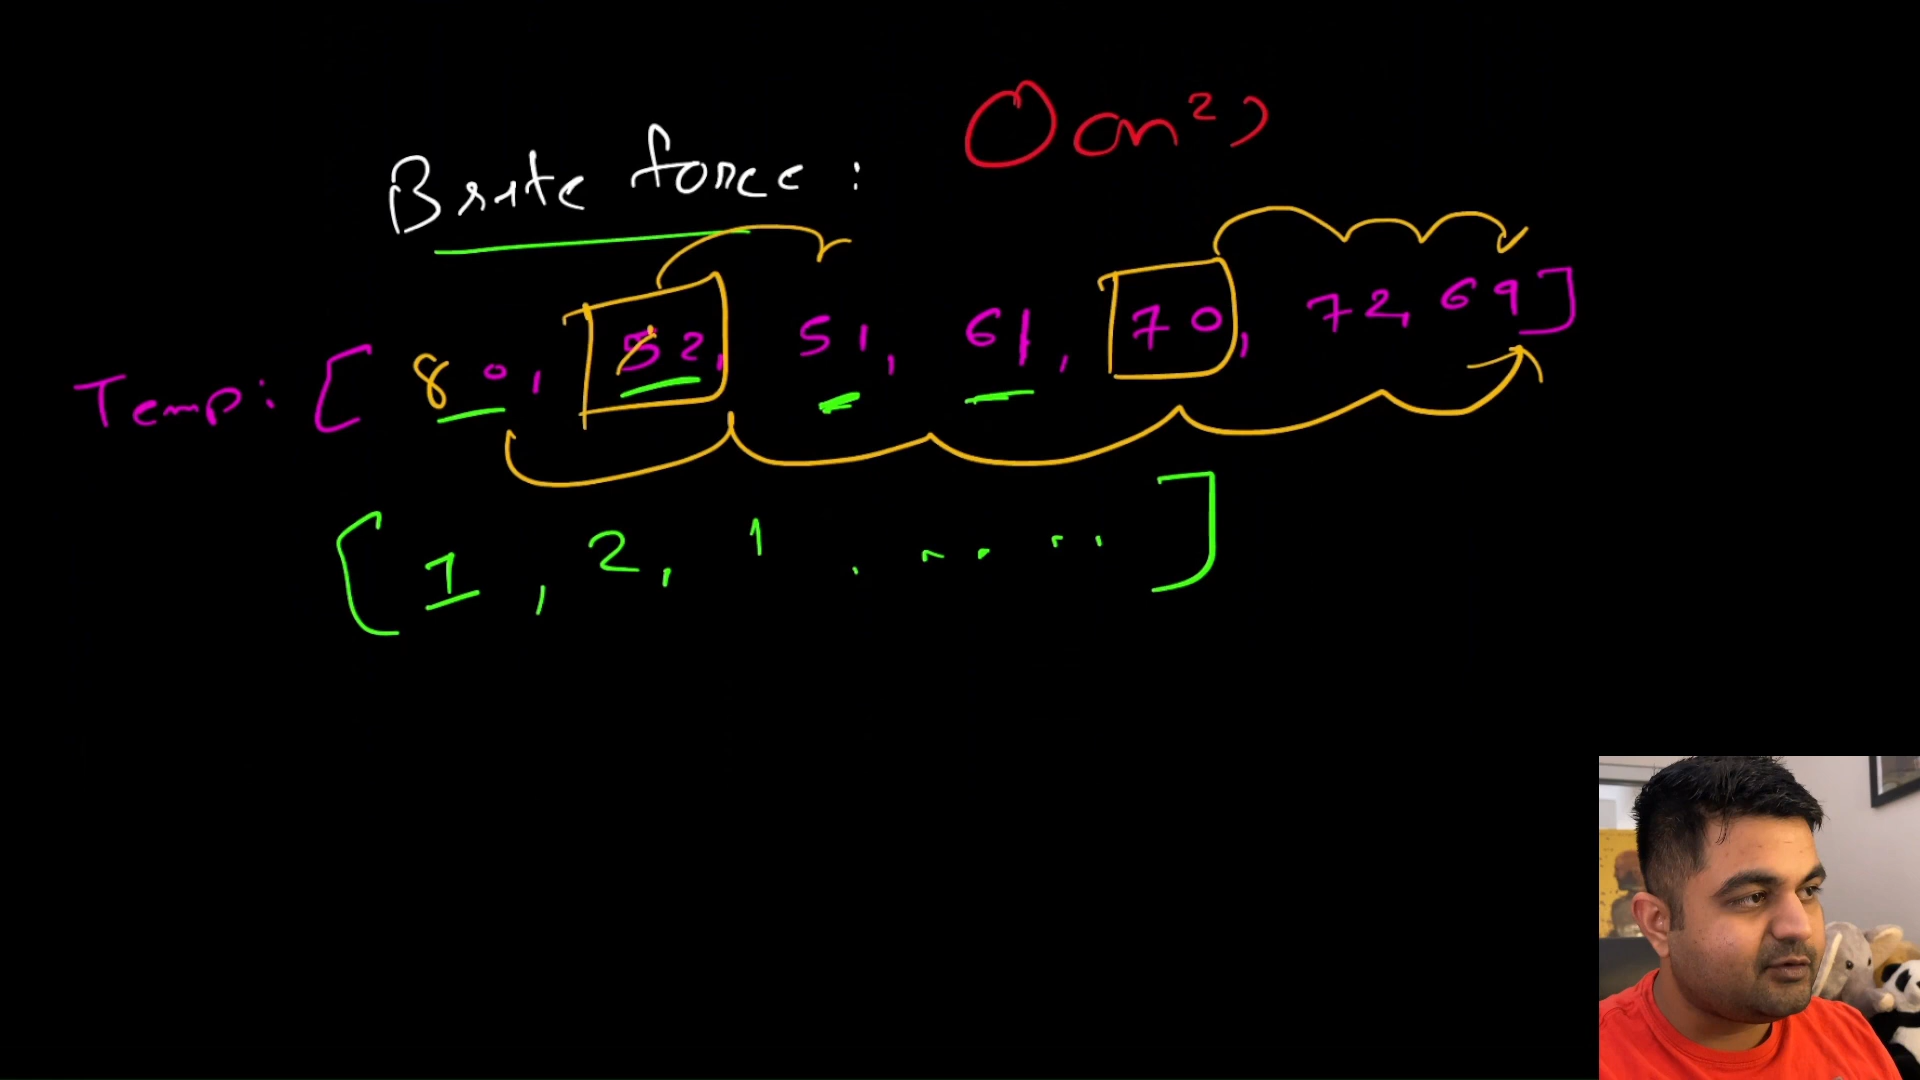 Brute force : O(n²)
Temp: [ 80, 52, 51, 61, 70, 72, 69]
[1, 2, 1 . . . . . ]